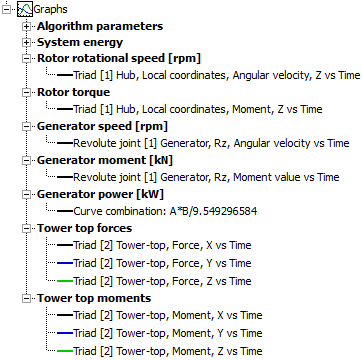 Graphs
Algorithm parameters
System energy
Rotor rotational speed [rpm]
Triad [1] Hub, Local coordinates, Angular velocity, Z vs Time
Rotor torque
Triad [1] Hub, Local coordinates, Moment, Z vs Time
Generator speed [rpm]
Revolute joint [1] Generator, Rz, Angular velocity vs Time
Generator moment [kN]
Revolute joint [1] Generator, Rz, Moment value vs Time
Generator power [kW]
Curve combination: A*B/9.549296584
Tower top forces
Triad [2] Tower-top, Force, X vs Time
Triad [2] Tower-top, Force, Y vs Time
Triad [2] Tower-top, Force, Z vs Time
Tower top moments
Triad [2] Tower-top, Moment, X vs Time
Triad [2] Tower-top, Moment, Y vs Time
Triad [2] Tower-top, Moment, Z vs Time